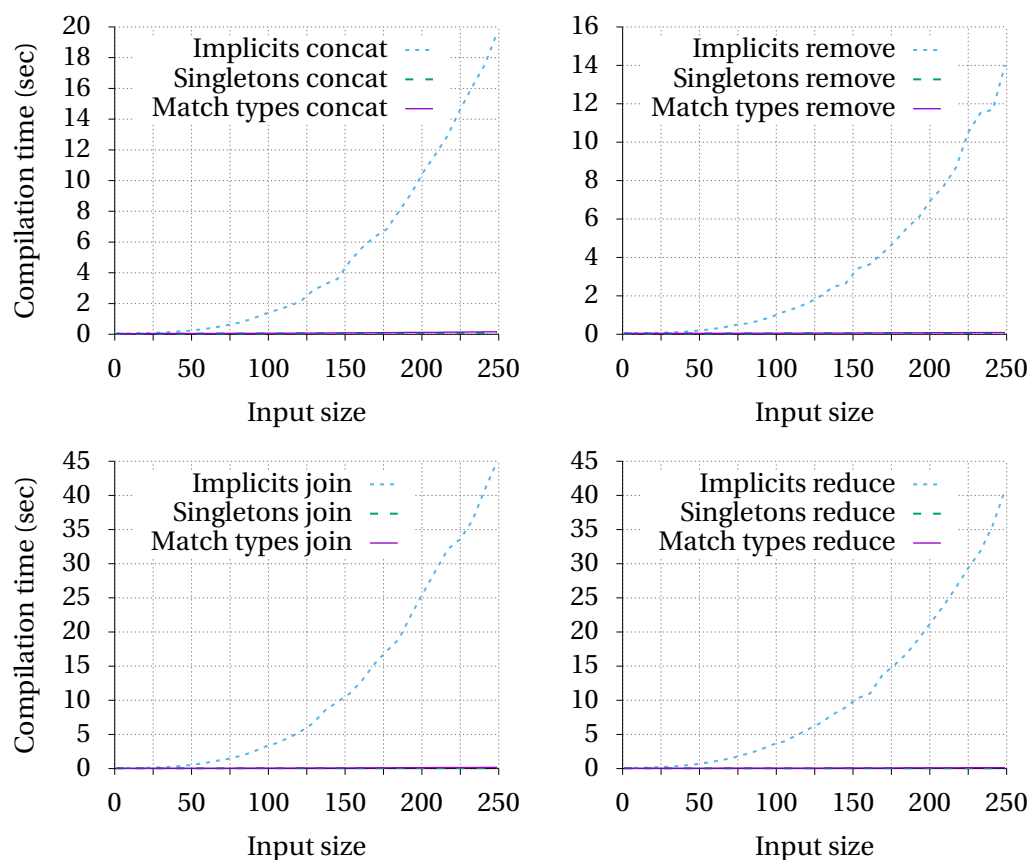 Compilation time (sec)
20
18
16
14
12
10
8
6
4
2
0
Implicits concat
Singletons concat
Match types concat
0 50 100 150 200 250
Input size
16
14
12
10
8
6
4
2
0
Implicits remove
Singletons remove
Match types remove
0 50 100 150 200 250
Input size
Compilation time (sec)
45
40
35
30
25
20
15
10
5
0
Implicits join
Singletons join
Match types join
0 50 100 150 200 250
Input size
45
40
35
30
25
20
15
10
5
0
Implicits reduce
Singletons reduce
Match types reduce
0 50 100 150 200 250
Input size